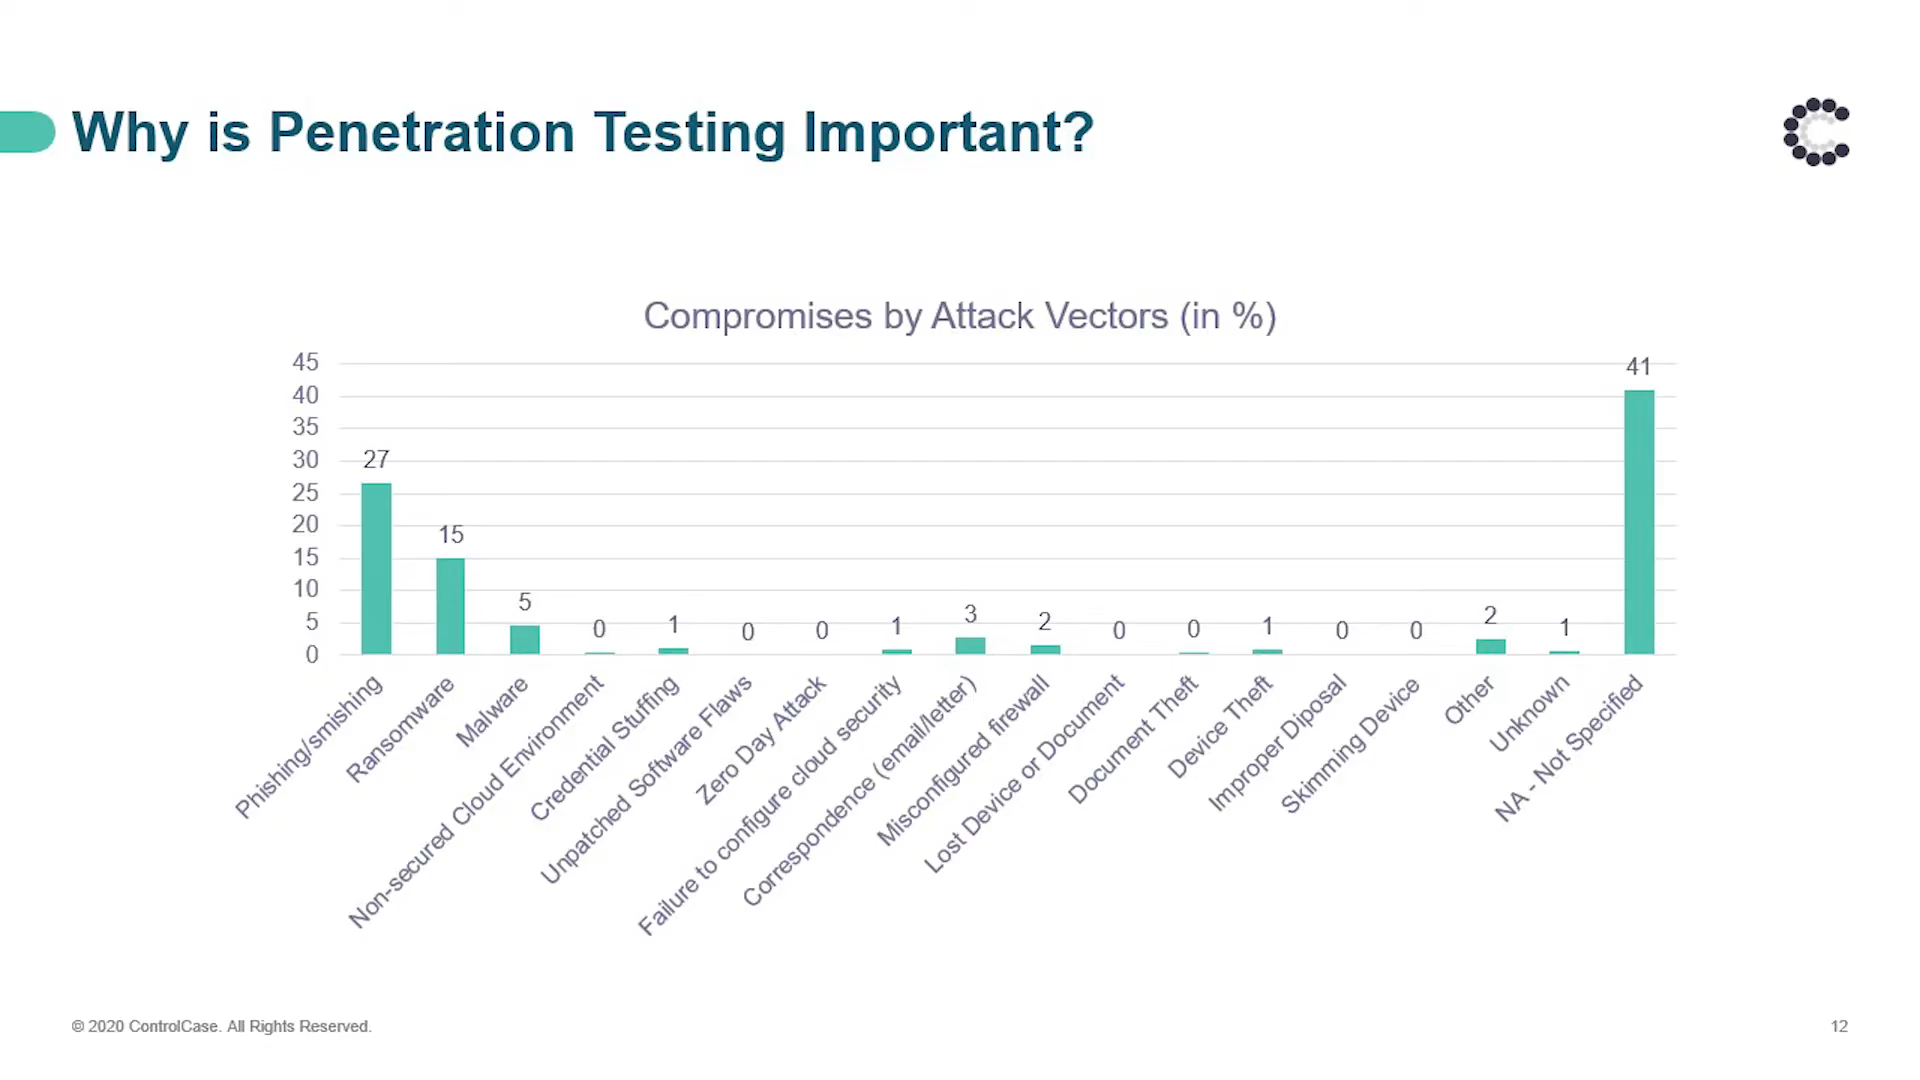 Why is Penetration Testing Important?
Compromises by Attack Vectors (in %)
45
40
35
30
25
20
15
10
5
0
27
15
5
0
1
0
0
1
3
2
0
0
1
0
0
2
1
41
Phishing/smishing
Ransomware
Malware
Non-secured Cloud Environment
Credential Stuffing
Unpatched Software Flaws
Zero Day Attack
Failure to configure cloud security
Correspondence (email/letter)
Misconfigured firewall
Lost Device or Document
Document Theft
Device Theft
Improper Diposal
Skimming Device
Other
Unknown
NA - Not Specified
© 2020 ControlCase. All Rights Reserved.
12